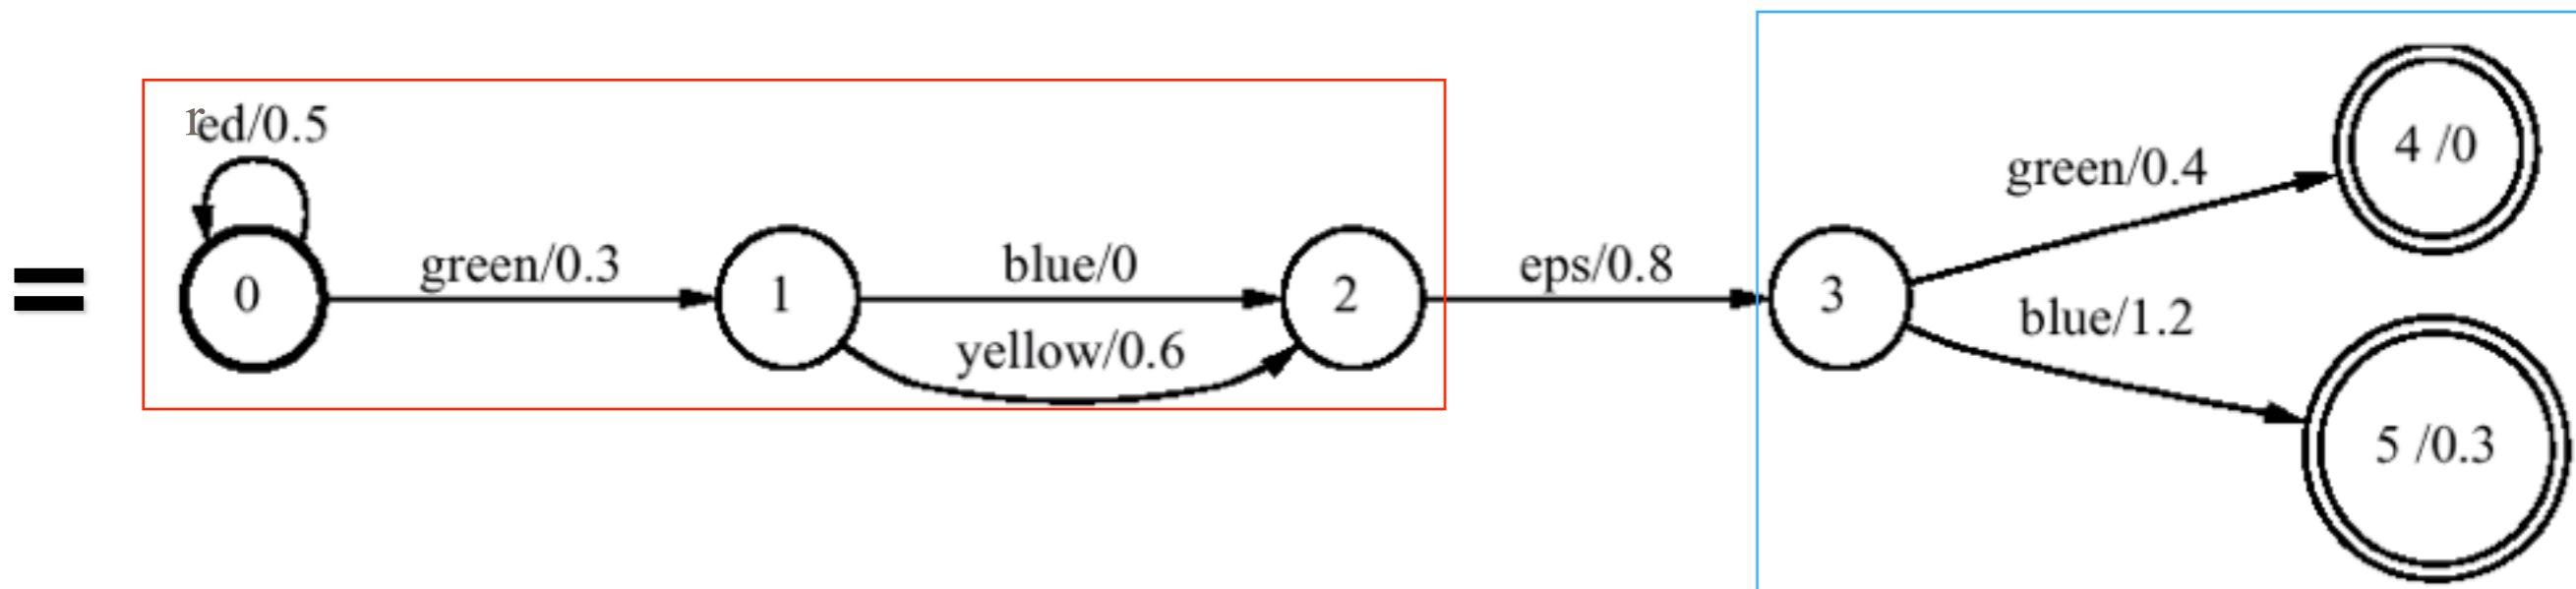 =
red/0.5
0
green/0.3
1
blue/0
yellow/0.6
2
eps/0.8
3
green/0.4
4 /0
blue/1.2
5 /0.3